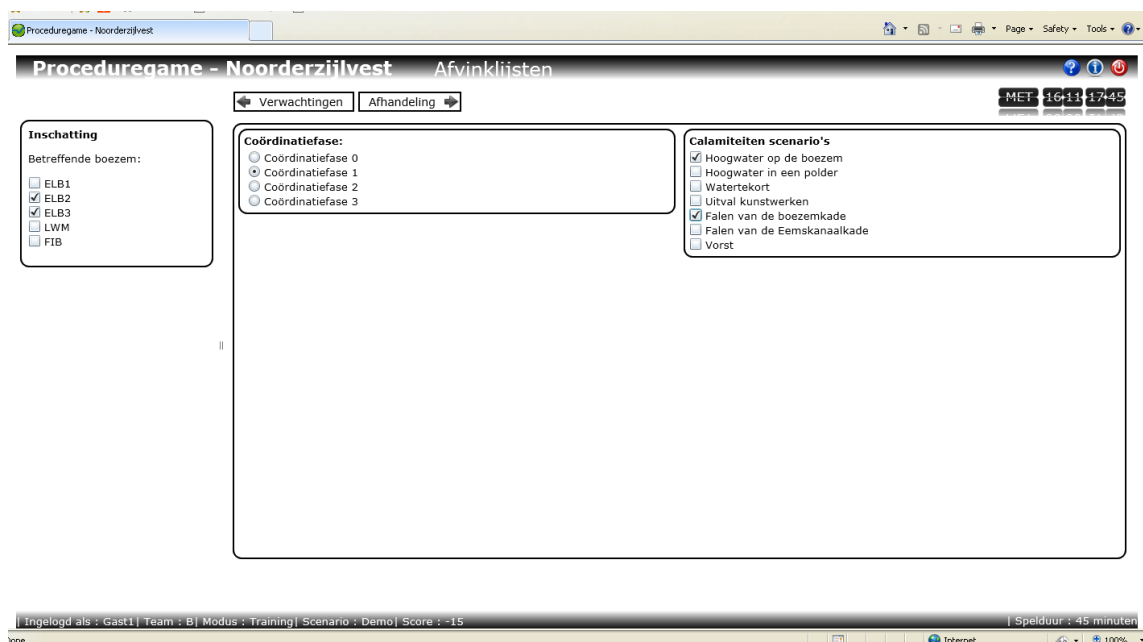 Proceduregame - Noorderzijlvest
Page Safety Tools
Proceduregame - Noorderzijlvest Afvinklijsten
Verwachtingen Afhandeling
MET 16 11 17 45
Inschatting
Betreffende boezem:
ELB1
ELB2
ELB3
LWM
FIB
Coördinatiefase:
Coördinatiefase 0
Coördinatiefase 1
Coördinatiefase 2
Coördinatiefase 3
Calamiteiten scenario's
Hoogwater op de boezem
Hoogwater in een polder
Watertekort
Uitval kunstwerken
Falen van de boezemkade
Falen van de Eemskanaalkade
Vorst
| Ingelogd als : Gast1| Team : B| Modus : Training| Scenario : Demo| Score : -15 | Spelduur : 45 minuten
Internet 100%